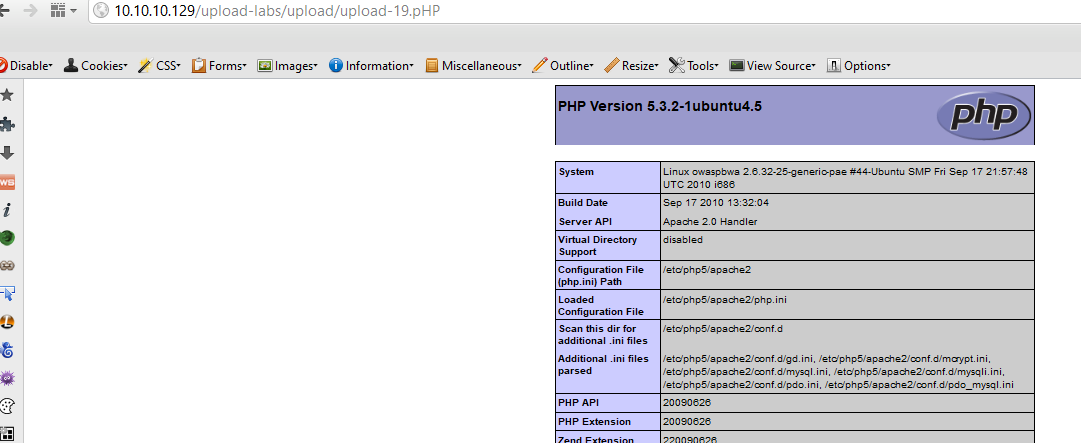 10.10.10.129/upload-labs/upload/upload-19.pHP
Disable Cookies CSS Forms Images Information Miscellaneous Outline Resize Tools View Source Options
PHP Version 5.3.2-1ubuntu4.5
php
System Linux owaspbwa 2.6.32-25-generic-pae #44-Ubuntu SMP Fri Sep 17 21:57:48
UTC 2010 i686
Build Date Sep 17 2010 13:32:04
Server API Apache 2.0 Handler
Virtual Directory disabled
Support
Configuration File /etc/php5/apache2
(php.ini) Path
Loaded /etc/php5/apache2/php.ini
Configuration File
Scan this dir for /etc/php5/apache2/conf.d
additional .ini files
Additional .ini files /etc/php5/apache2/conf.d/gd.ini, /etc/php5/apache2/conf.d/mcrypt.ini,
parsed /etc/php5/apache2/conf.d/mysql.ini, /etc/php5/apache2/conf.d/mysqli.ini,
/etc/php5/apache2/conf.d/pdo.ini, /etc/php5/apache2/conf.d/pdo_mysql.ini
PHP API 20090626
PHP Extension 20090626
Zend Extension 220090626
WS